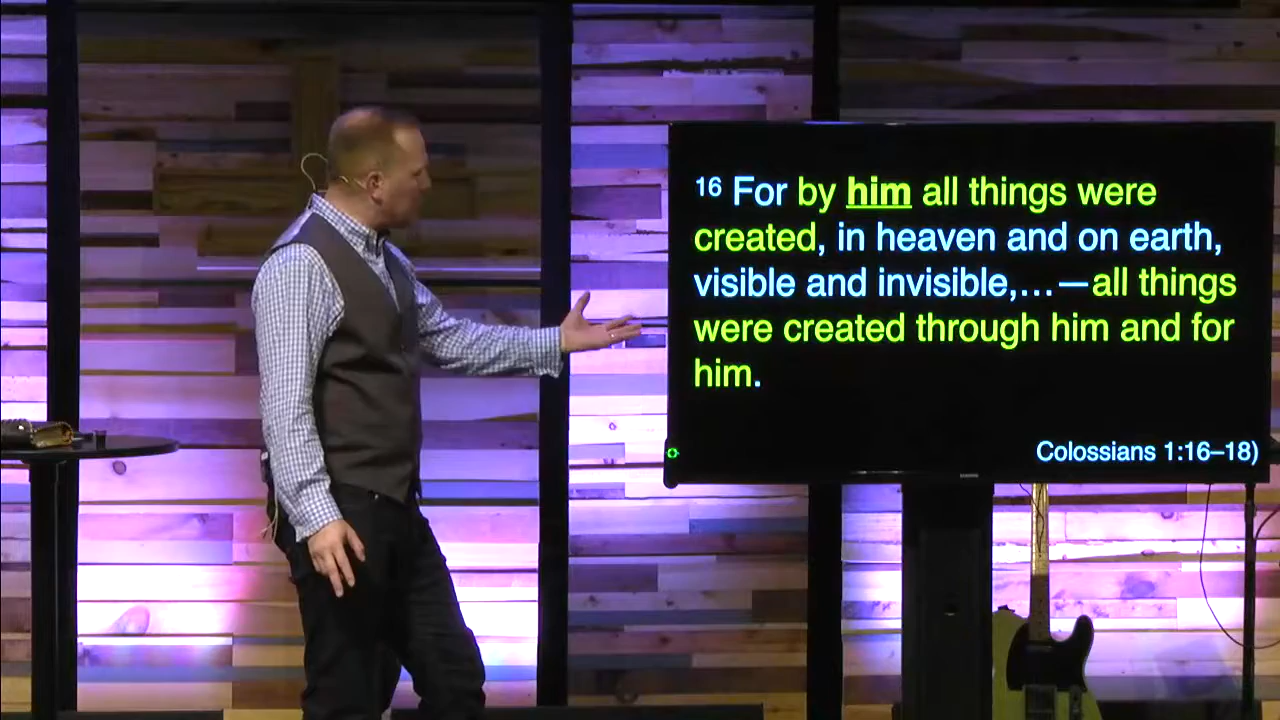 16 For by him all things were
created, in heaven and on earth,
visible and invisible,…—all things
were created through him and for
him.
Colossians 1:16–18)